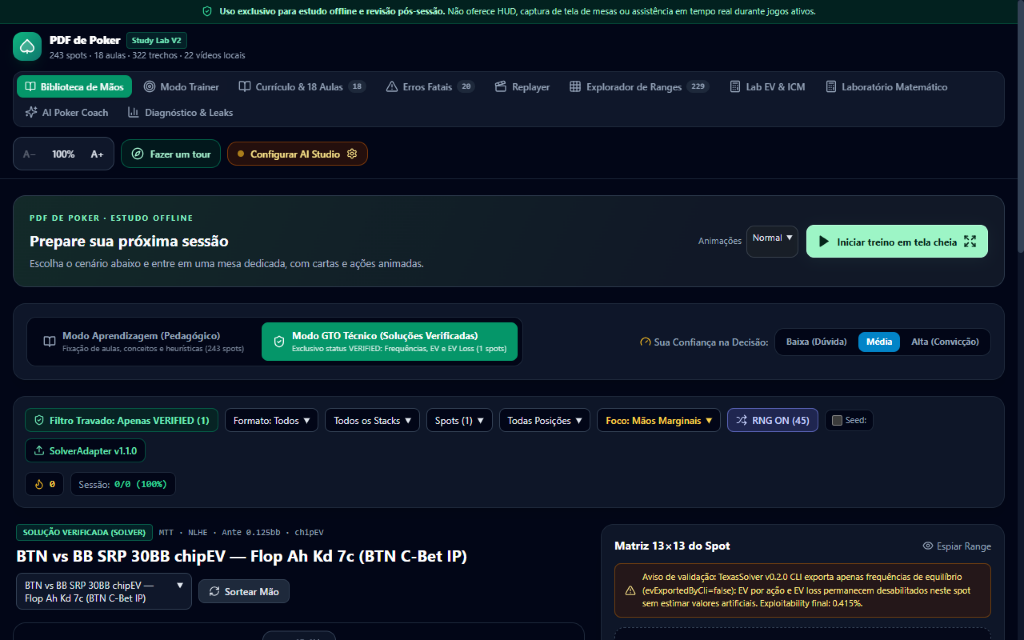 Uso exclusivo para estudo offline e revisão pós-sessão. Não oferece HUD, captura de tela de mesas ou assistência em tempo real durante jogos ativos.
PDF de Poker Study Lab V2
243 spots · 18 aulas · 322 trechos · 22 vídeos locais
Biblioteca de Mãos Modo Trainer Currículo & 18 Aulas 18 Erros Fatais 20 Replayer Explorador de Ranges 229 Lab EV & ICM Laboratório Matemático
AI Poker Coach Diagnóstico & Leaks
A− 100% A+ Fazer um tour Configurar AI Studio
PDF DE POKER · ESTUDO OFFLINE
Prepare sua próxima sessão
Escolha o cenário abaixo e entre em uma mesa dedicada, com cartas e ações animadas.
Animações Normal Iniciar treino em tela cheia
Modo Aprendizagem (Pedagógico)
Fixação de aulas, conceitos e heurísticas (243 spots)
Modo GTO Técnico (Soluções Verificadas)
Exclusivo status VERIFIED: Frequências, EV e EV Loss (1 spots)
Sua Confiança na Decisão: Baixa (Dúvida) Média Alta (Convicção)
Filtro Travado: Apenas VERIFIED (1) Formato: Todos Todos os Stacks Spots (1) Todas Posições Foco: Mãos Marginais RNG ON (45) Seed:
SolverAdapter v1.1.0
0 Sessão: 0/0 (100%)
SOLUÇÃO VERIFICADA (SOLVER) MTT · NLHE · Ante 0.125bb · chipEV
BTN vs BB SRP 30BB chipEV — Flop Ah Kd 7c (BTN C-Bet IP)
BTN vs BB SRP 30BB chipEV —
Flop Ah Kd 7c (BTN C-Bet IP)
Sortear Mão
Matriz 13×13 do Spot Espiar Range
Aviso de validação: TexasSolver v0.2.0 CLI exporta apenas frequências de equilíbrio
(evExportedByCli=false): EV por ação e EV loss permanecem desabilitados neste spot
sem estimar valores artificiais. Exploitability final: 0.415%.